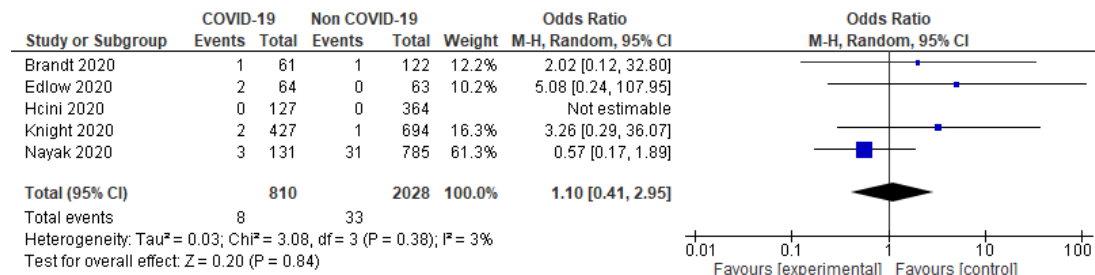 COVID-19 Non COVID-19 Odds Ratio Odds Ratio
Study or Subgroup Events Total Events Total Weight M-H, Random, 95% CI M-H, Random, 95% CI
Brandt 2020 1 61 1 122 12.2% 2.02 [0.12, 32.80]
Edlow 2020 2 64 0 63 10.2% 5.08 [0.24, 107.95]
Hcini 2020 0 127 0 364 Not estimable
Knight 2020 2 427 1 694 16.3% 3.26 [0.29, 36.07]
Nayak 2020 3 131 31 785 61.3% 0.57 [0.17, 1.89]
Total (95% CI) 810 2028 100.0% 1.10 [0.41, 2.95]
Total events 8 33
Heterogeneity: Tau² = 0.03; Chi² = 3.08, df = 3 (P = 0.38); I² = 3%
Test for overall effect: Z = 0.20 (P = 0.84)
0.01 0.1 1 10 100
Favours [experimental] Favours [control]